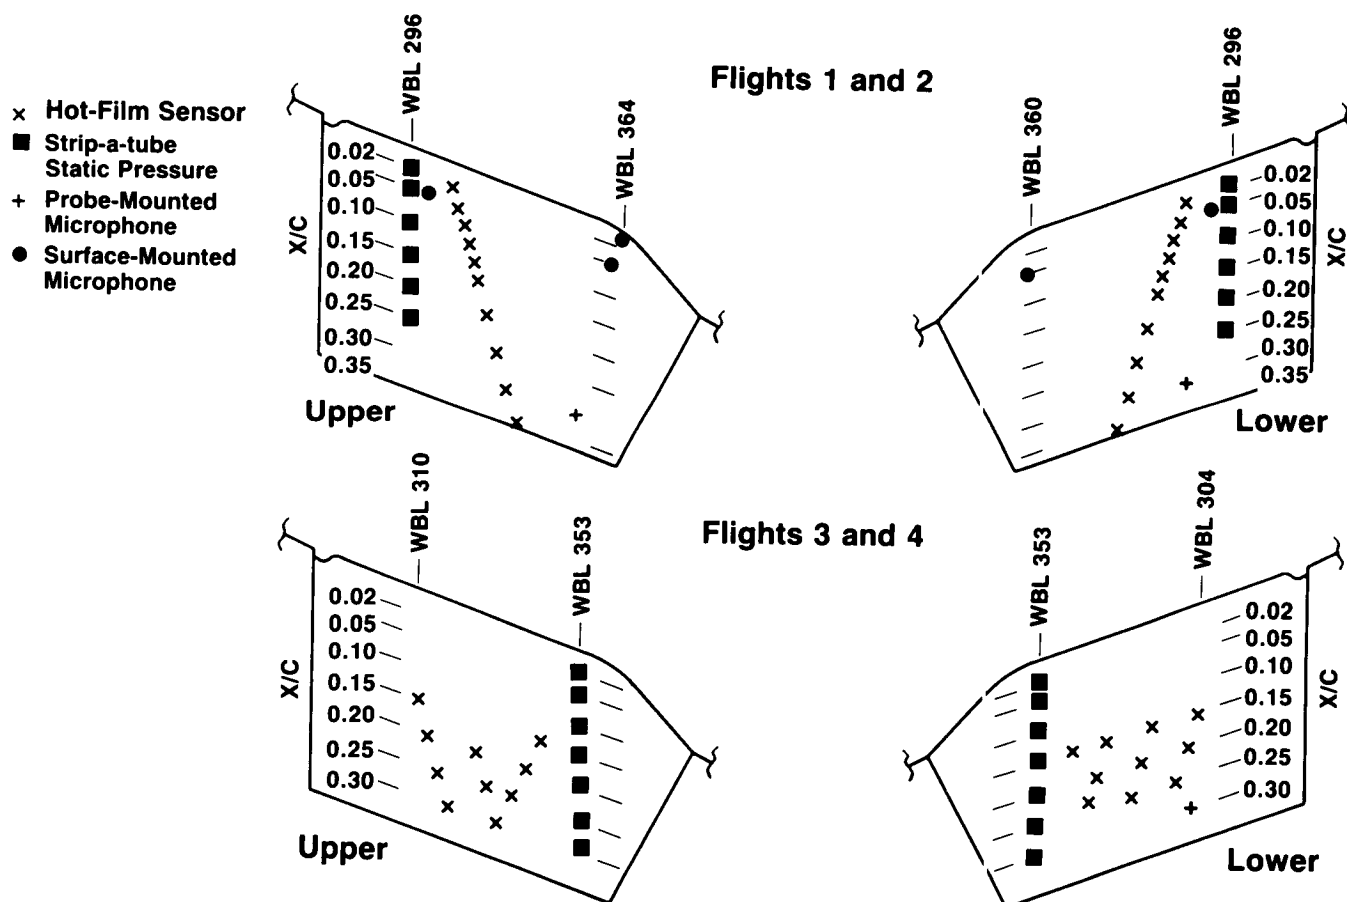 Flights 1 and 2
× Hot-Film Sensor
■ Strip-a-tube
Static Pressure
+ Probe-Mounted
Microphone
● Surface-Mounted
Microphone
WBL 296
WBL 364
X/C
0.02
0.05
0.10
0.15
0.20
0.25
0.30
0.35
Upper
WBL 360
WBL 296
0.02
0.05
0.10
0.15
0.20
0.25
0.30
0.35
X/C
Lower
Flights 3 and 4
WBL 310
WBL 353
X/C
0.02
0.05
0.10
0.15
0.20
0.25
0.30
Upper
WBL 353
WBL 304
0.02
0.05
0.10
0.15
0.20
0.25
0.30
X/C
Lower